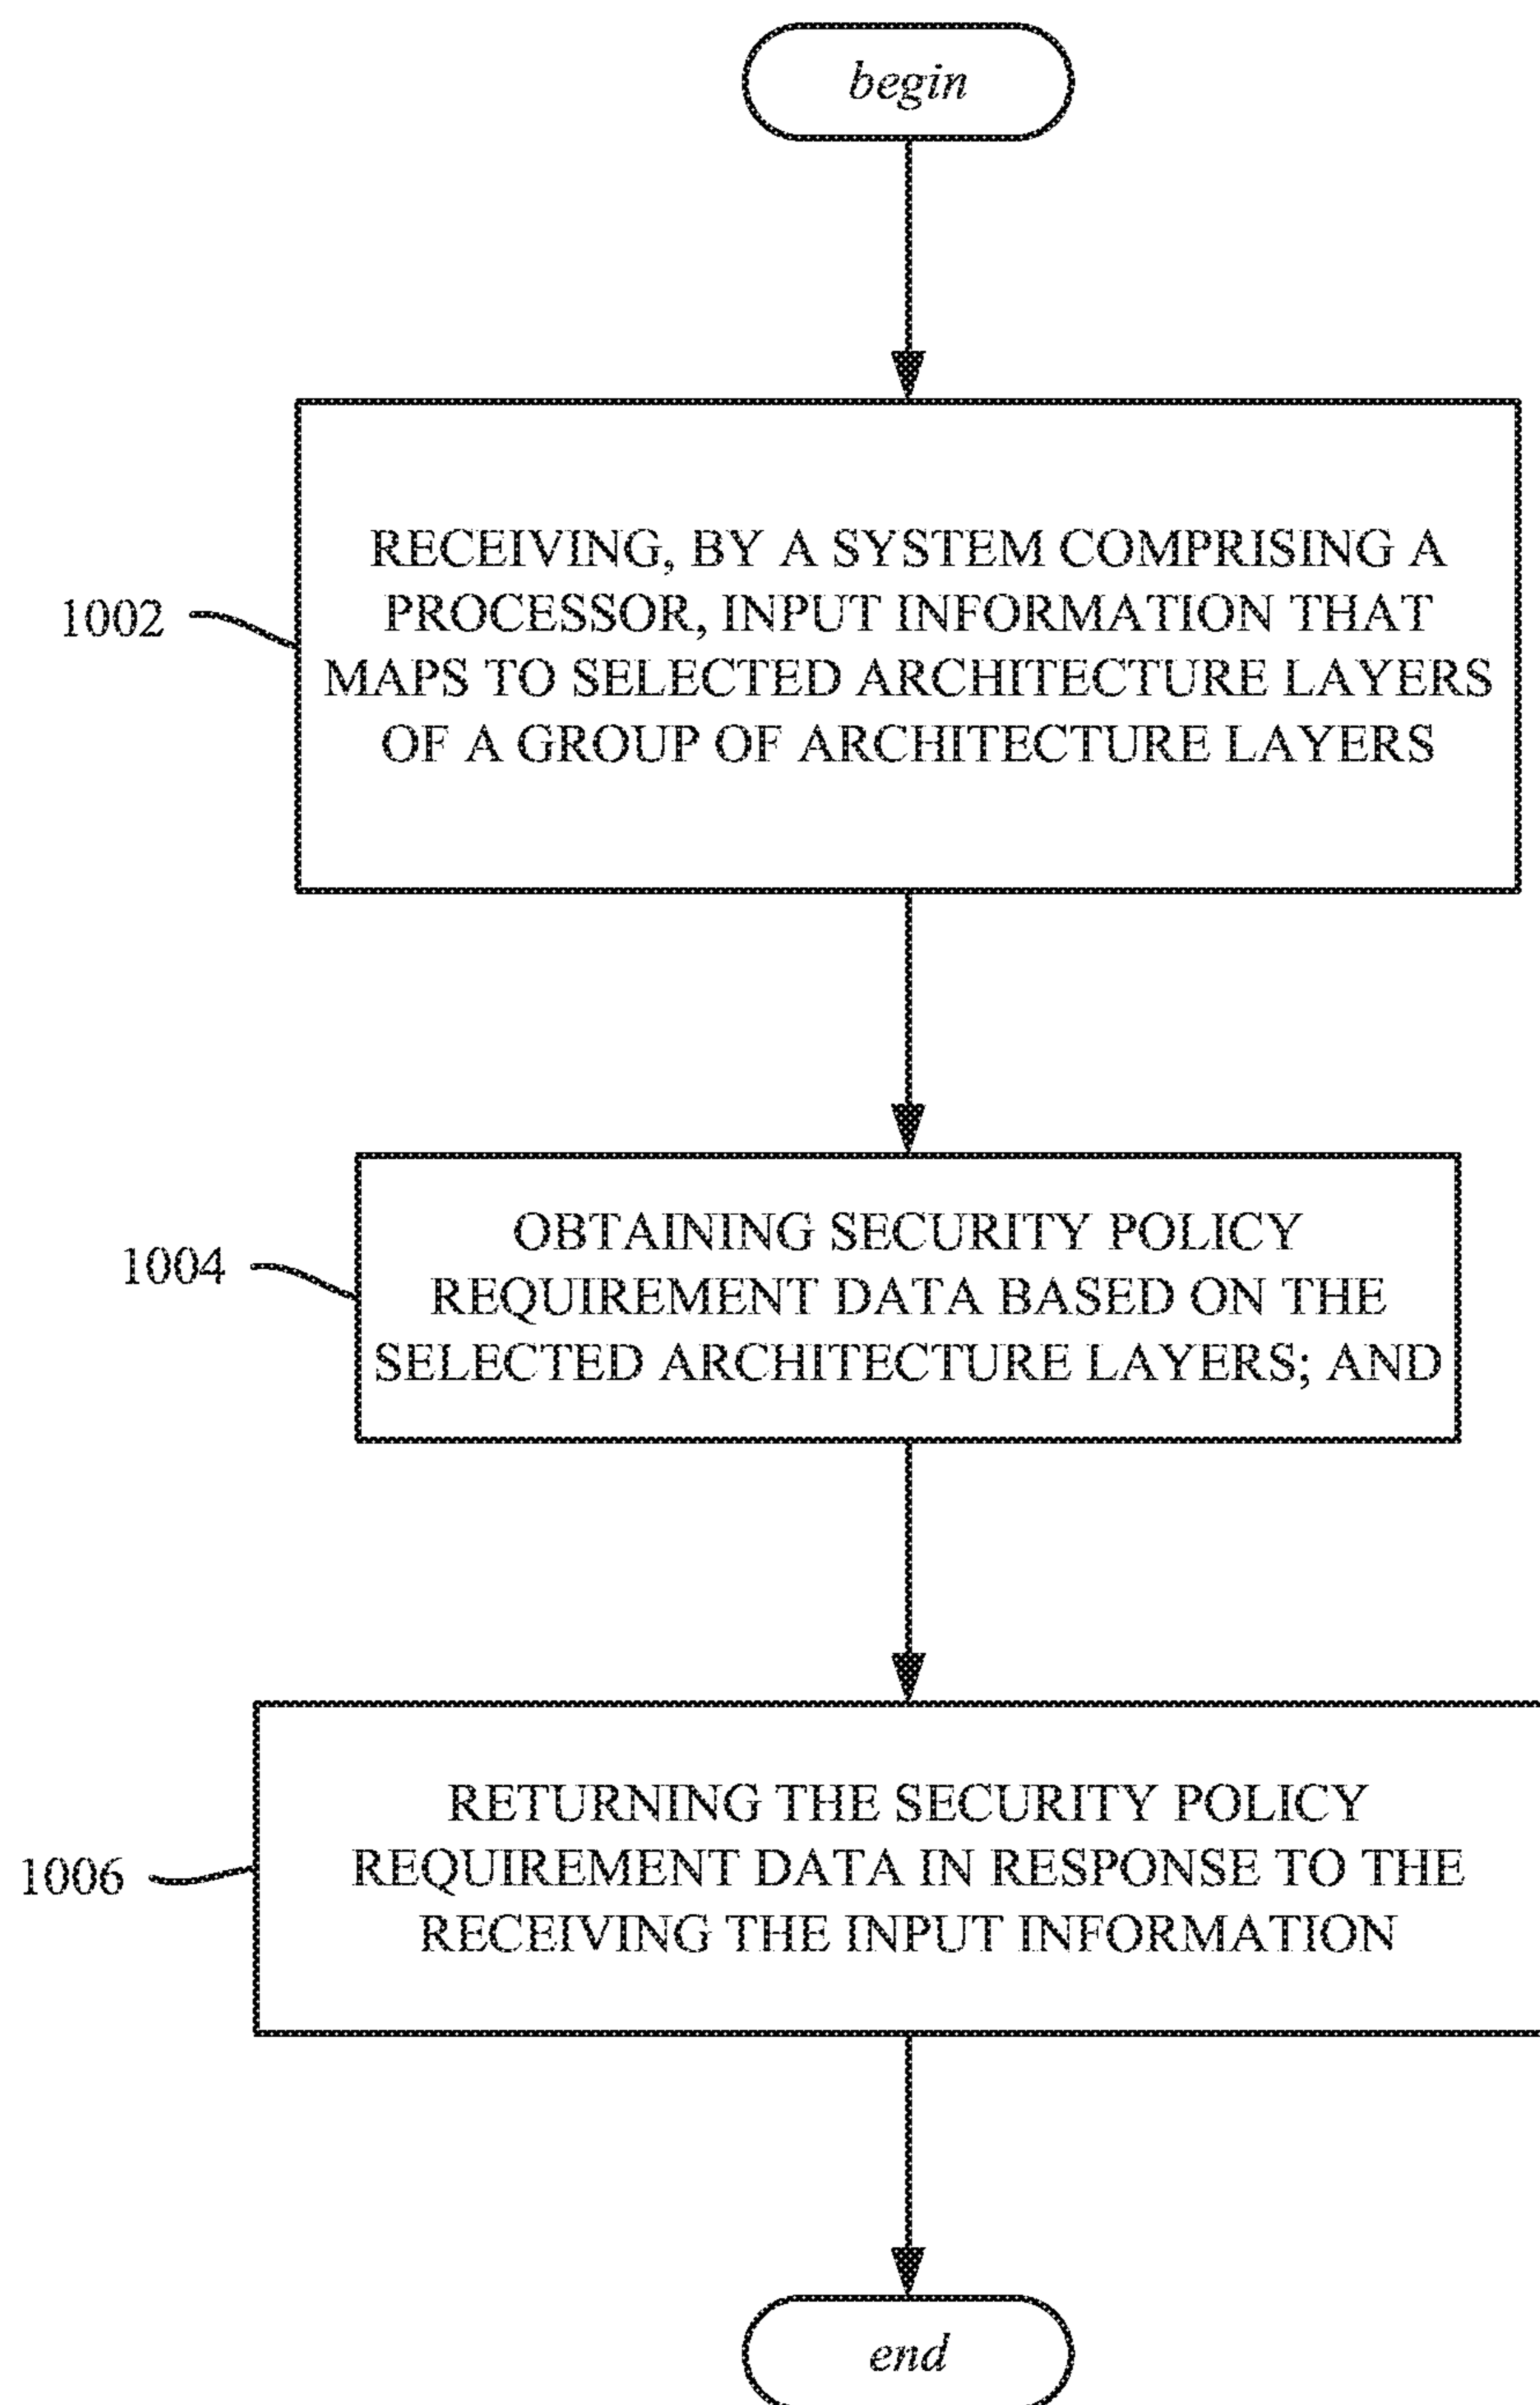 begin
RECEIVING, BY A SYSTEM COMPRISING A
PROCESSOR, INPUT INFORMATION THAT
MAPS TO SELECTED ARCHITECTURE LAYERS
OF A GROUP OF ARCHITECTURE LAYERS
1002
OBTAINING SECURITY POLICY
REQUIREMENT DATA BASED ON THE
SELECTED ARCHITECTURE LAYERS; AND
1004
RETURNING THE SECURITY POLICY
REQUIREMENT DATA IN RESPONSE TO THE
RECEIVING THE INPUT INFORMATION
1006
end